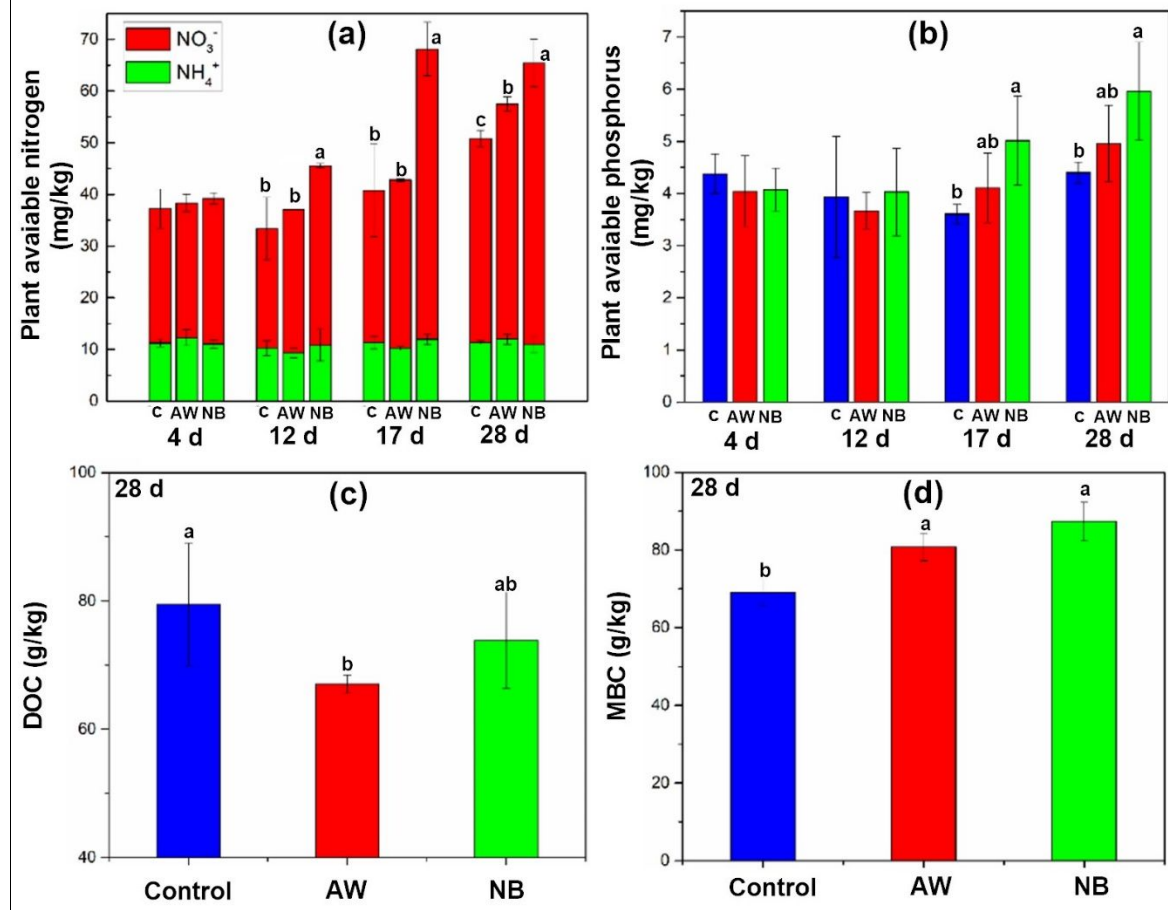 (a)
NO3-
NH4+
Plant avaiable nitrogen
(mg/kg)
70
60
50
40
30
20
10
0
b b a
b b a
c b a
C AW NB C AW NB C AW NB C AW NB
4 d 12 d 17 d 28 d
(b)
Plant avaiable phosphorus
(mg/kg)
7
6
5
4
3
2
1
0
b ab a
b ab a
C AW NB C AW NB C AW NB C AW NB
4 d 12 d 17 d 28 d
28 d (c)
DOC (g/kg)
100
80
60
40
a b ab
Control AW NB
28 d (d)
MBC (g/kg)
100
80
60
40
20
0
b a a
Control AW NB